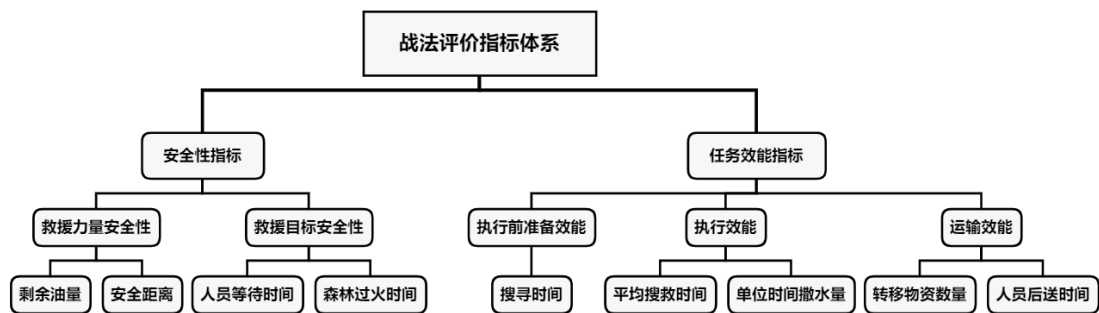 战法评价指标体系
安全性指标
任务效能指标
救援力量安全性
救援目标安全性
执行前准备效能
执行效能
运输效能
剩余油量
安全距离
人员等待时间
森林过火时间
搜寻时间
平均搜救时间
单位时间撒水量
转移物资数量
人员后送时间